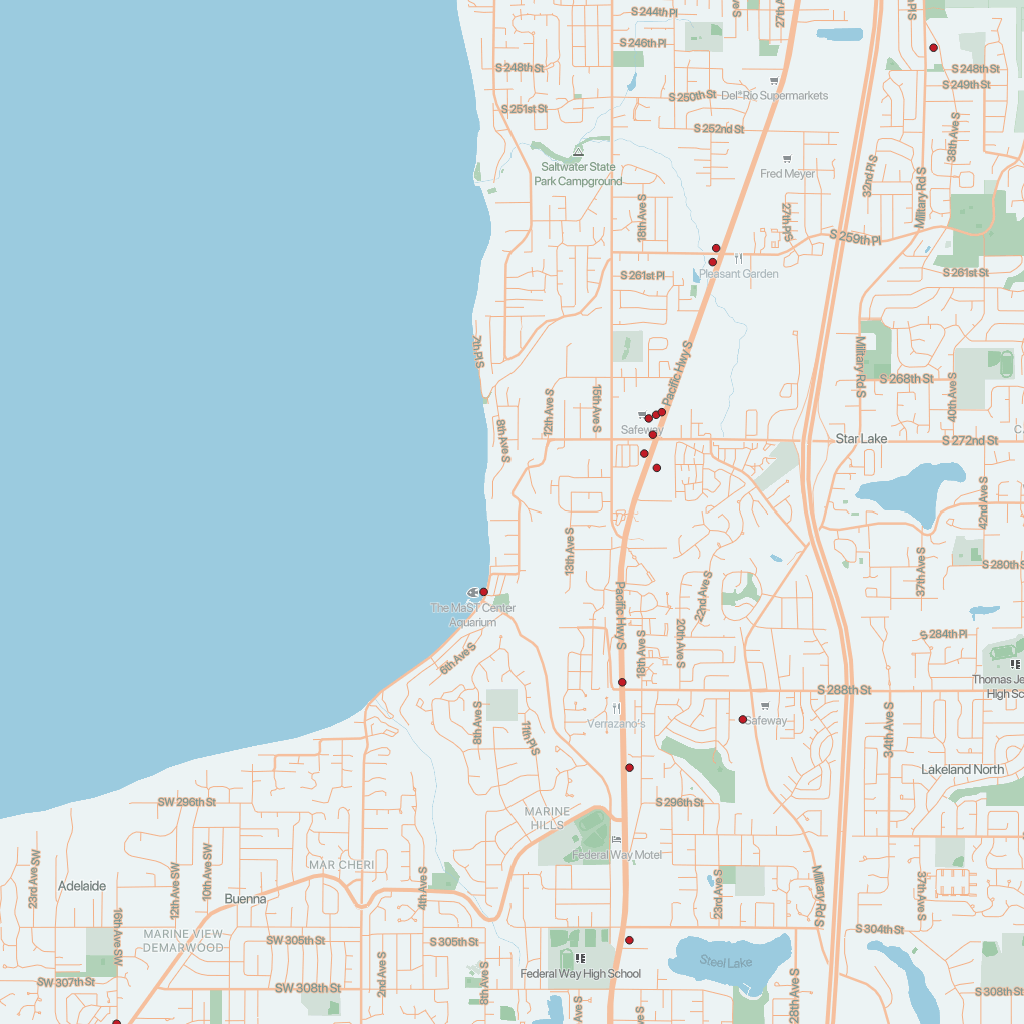 S 244th Pl
S 246th Pl
S 248th St
S 248th St
S 249th St
S 250th St
Del Rio Supermarkets
S 251st St
S 252nd St
38th Ave S
Saltwater State
Park Campground
Fred Meyer
32nd Pl S
Military Rd S
18th Ave S
27th Pl S
S 259th Pl
S 261st Pl
Pleasant Garden
S 261st St
7th Pl S
Pacific Hwy S
Military Rd S
S 268th St
40th Ave S
12th Ave S
15th Ave S
8th Ave S
Safeway
Star Lake
S 272nd St
42nd Ave S
13th Ave S
37th Ave S
S 280th S
22nd Ave S
Pacific Hwy S
The MaST Center
Aquarium
18th Ave S
20th Ave S
S 284th Pl
6th Ave S
Thomas Je
High Sc
S 288th St
8th Ave S
11th Pl S
Verrazano's
Safeway
34th Ave S
Lakeland North
SW 296th St
S 296th St
MARINE
HILLS
Federal Way Motel
MAR CHERI
23rd Ave SW
Adelaide
12th Ave SW
10th Ave SW
Buenna
4th Ave S
23rd Ave S
Military Rd S
37th Ave S
16th Ave SW
MARINE VIEW
DEMARWOOD
SW 305th St
S 305th St
S 304th St
Steel Lake
Federal Way High School
SW 307th St
SW 308th St
2nd Ave S
8th Ave S
28th Ave S
S 308th St